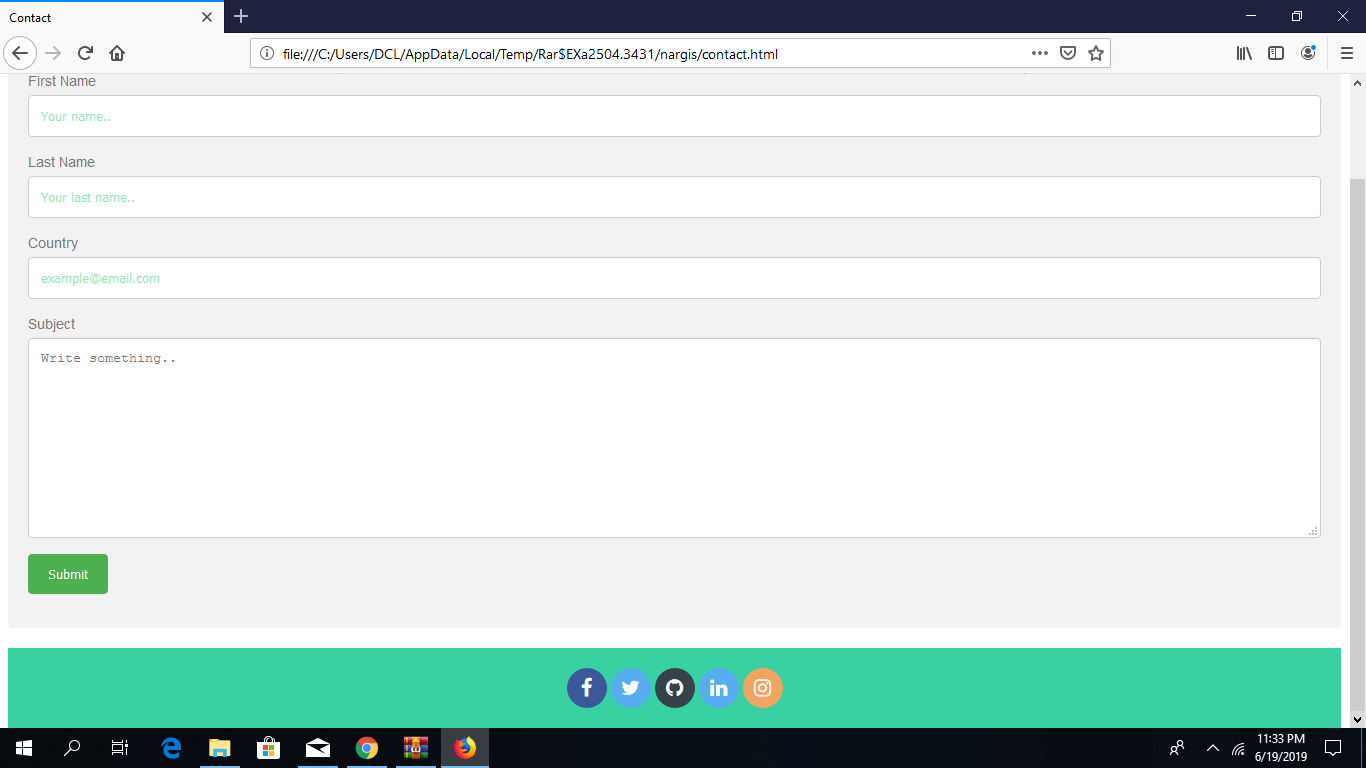 Contact
file:///C:/Users/DCL/AppData/Local/Temp/Rar$EXa2504.3431/nargis/contact.html
First Name
Your name..
Last Name
Your last name..
Country
example@email.com
Subject
Write something..
Submit
11:33 PM
6/19/2019